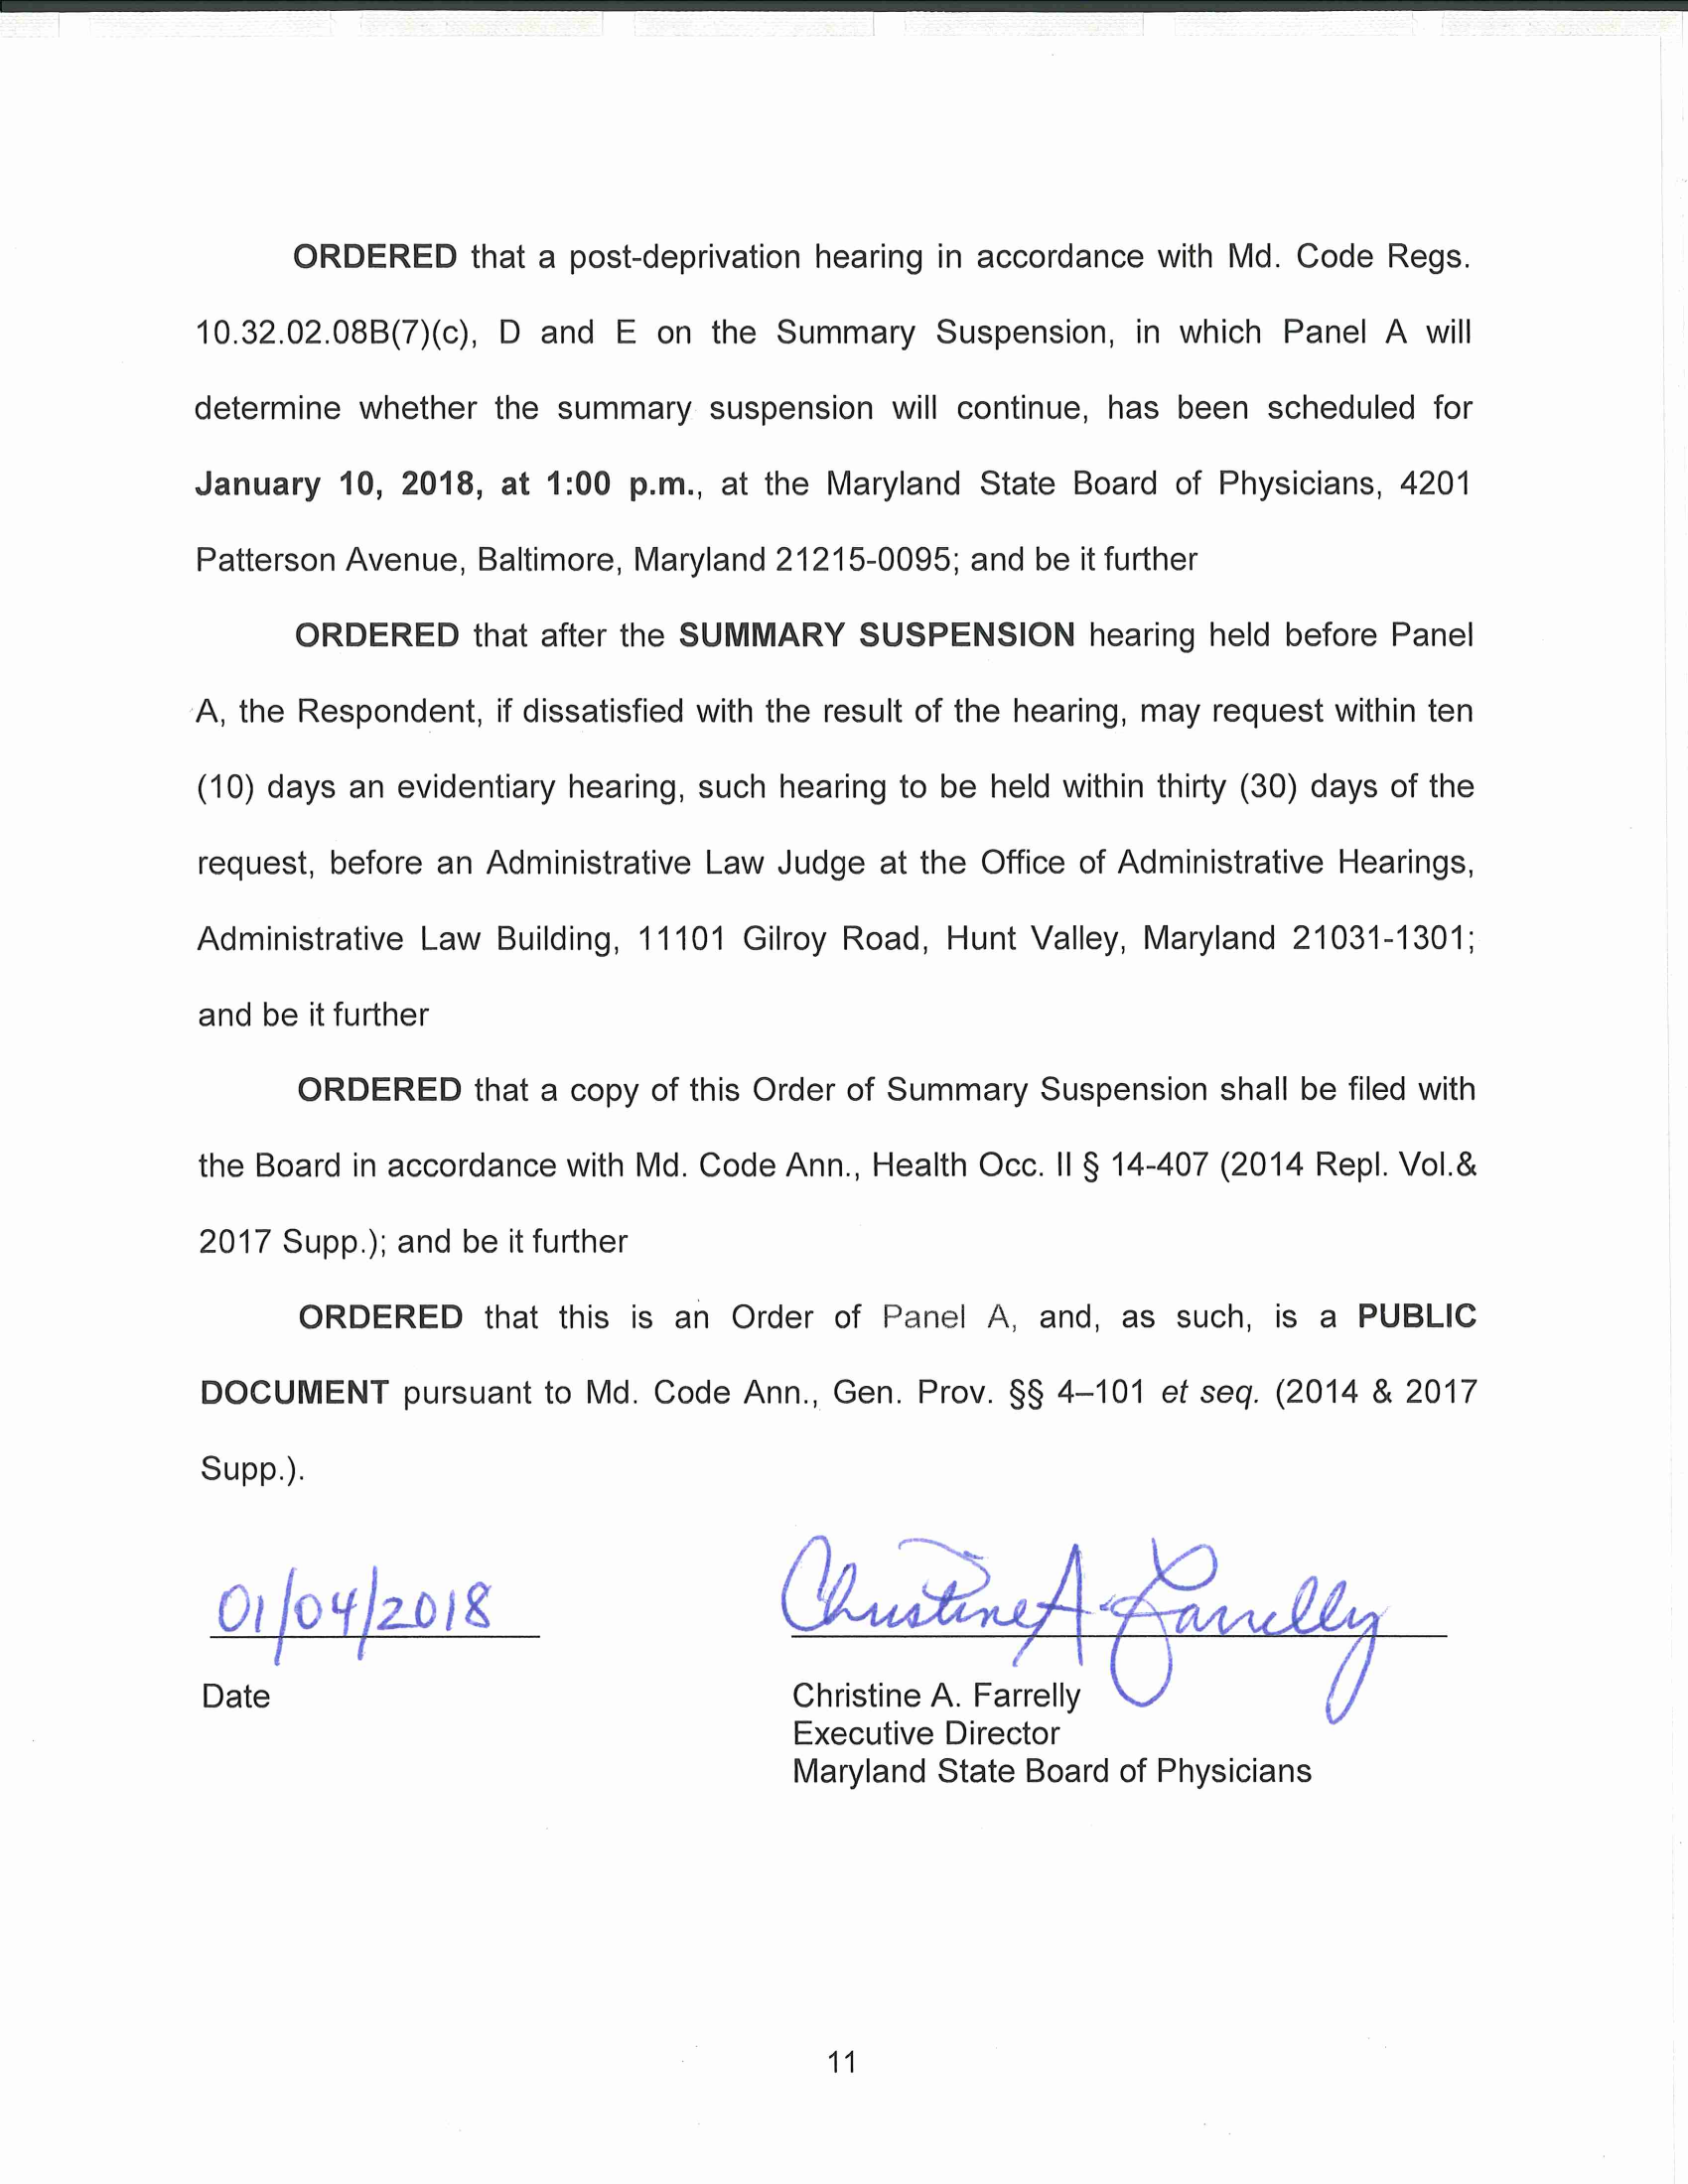 ORDERED that a post-deprivation hearing in accordance with Md. Code Regs.
10.32.02.08B(7)(c), D and E on the Summary Suspension, in which Panel A will
determine whether the summary suspension will continue, has been scheduled for
January 10, 2018, at 1:00 p.m., at the Maryland State Board of Physicians, 4201
Patterson Avenue, Baltimore, Maryland 21215-0095; and be it further
ORDERED that after the SUMMARY SUSPENSION hearing held before Panel
A, the Respondent, if dissatisfied with the result of the hearing, may request within ten
(10) days an evidentiary hearing, such hearing to be held within thirty (30) days of the
request, before an Administrative Law Judge at the Office of Administrative Hearings,
Administrative Law Building, 11101 Gilroy Road, Hunt Valley, Maryland 21031-1301;
and be it further
ORDERED that a copy of this Order of Summary Suspension shall be filed with
the Board in accordance with Md. Code Ann., Health Occ. II § 14-407 (2014 Repl. Vol.&
2017 Supp.); and be it further
ORDERED that this is an Order of Panel A, and, as such, is a PUBLIC
DOCUMENT pursuant to Md. Code Ann., Gen. Prov. §§ 4–101 et seq. (2014 & 2017
Supp.).
01/04/2018
Christine A. Farrelly
Date
Christine A. Farrelly
Executive Director
Maryland State Board of Physicians
11